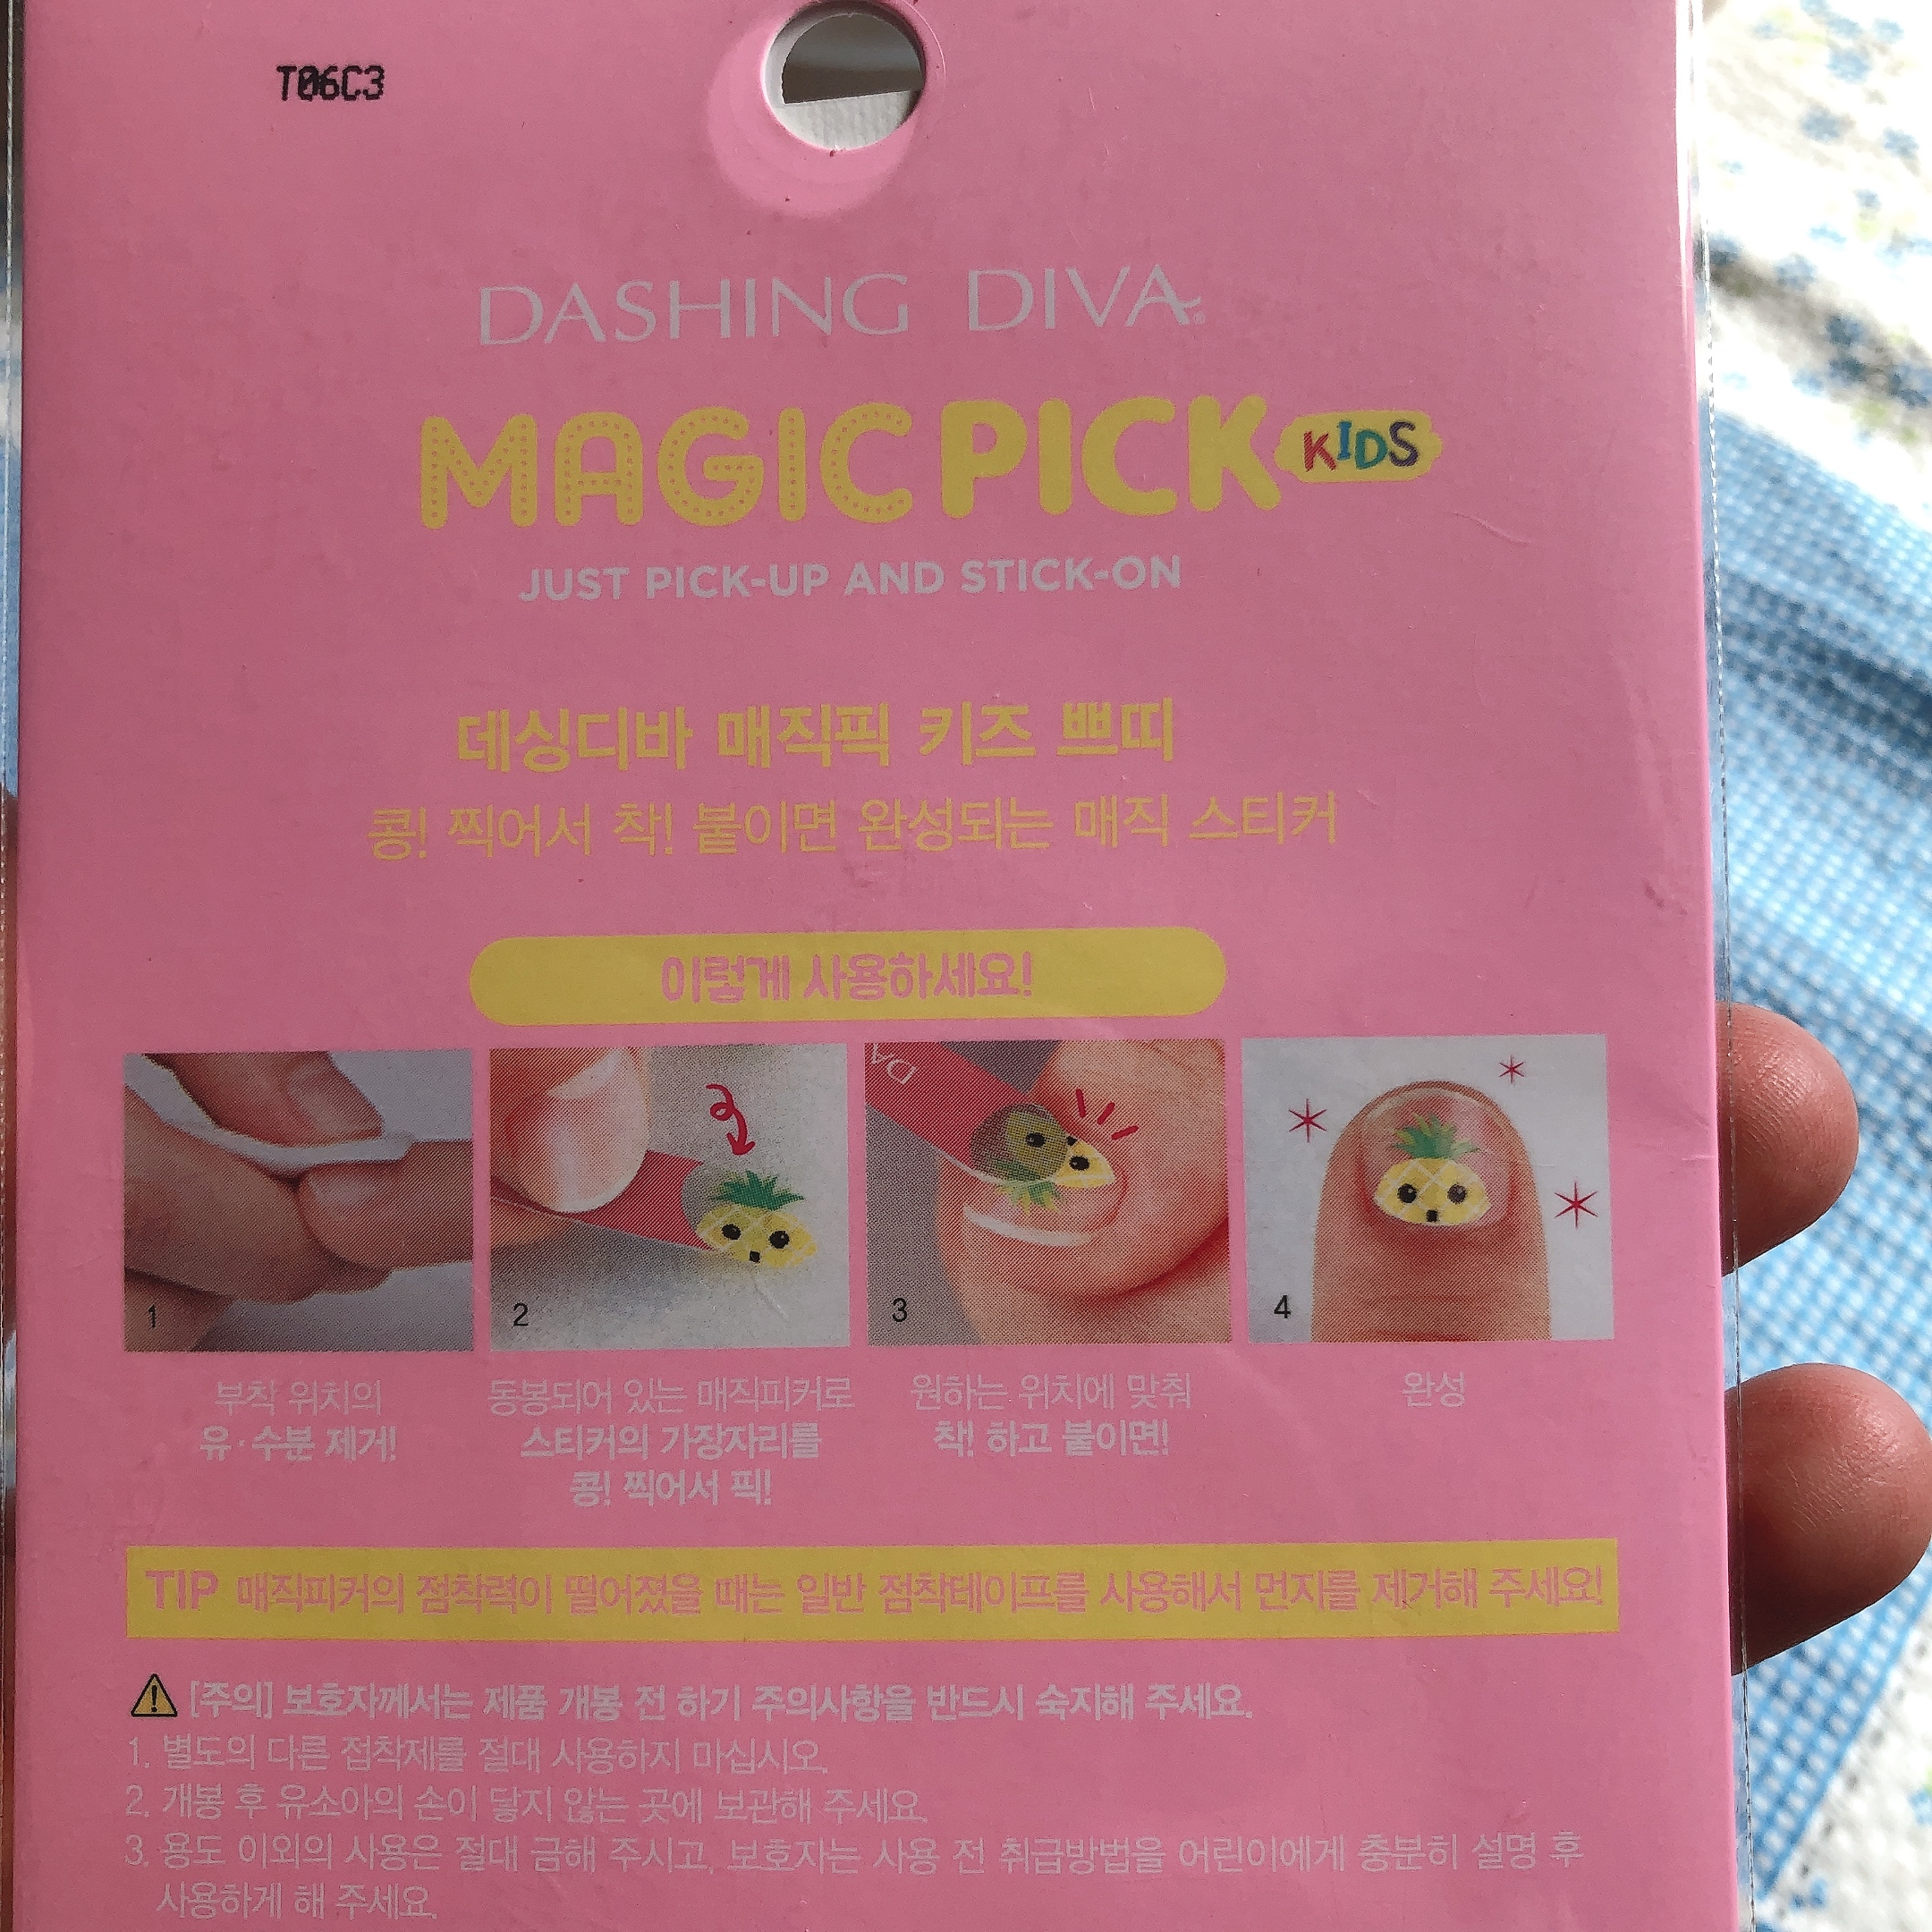 T06C3
DASHING DIVA®
MAGIC PICK KIDS
JUST PICK-UP AND STICK-ON
데싱디바 매직픽 키즈 쁘띠
콩! 찍어서 착! 붙이면 완성되는 매직 스티커
이렇게 사용하세요!
DA
1
2
3
4
부착 위치의
유·수분 제거!
동봉되어 있는 매직피커로
스티커의 가장자리를
콩! 찍어서 픽!
원하는 위치에 맞춰
착! 하고 붙이면!
완성
TIP 매직피커의 점착력이 떨어졌을 때는 일반 점착테이프를 사용해서 먼지를 제거해 주세요!
[주의] 보호자께서는 제품 개봉 전 하기 주의사항을 반드시 숙지해 주세요.
1. 별도의 다른 접착제를 절대 사용하지 마십시오.
2. 개봉 후 유소아의 손이 닿지 않는 곳에 보관해 주세요.
3. 용도 이외의 사용은 절대 금해 주시고, 보호자는 사용 전 취급방법을 어린이에게 충분히 설명 후
사용하게 해 주세요.